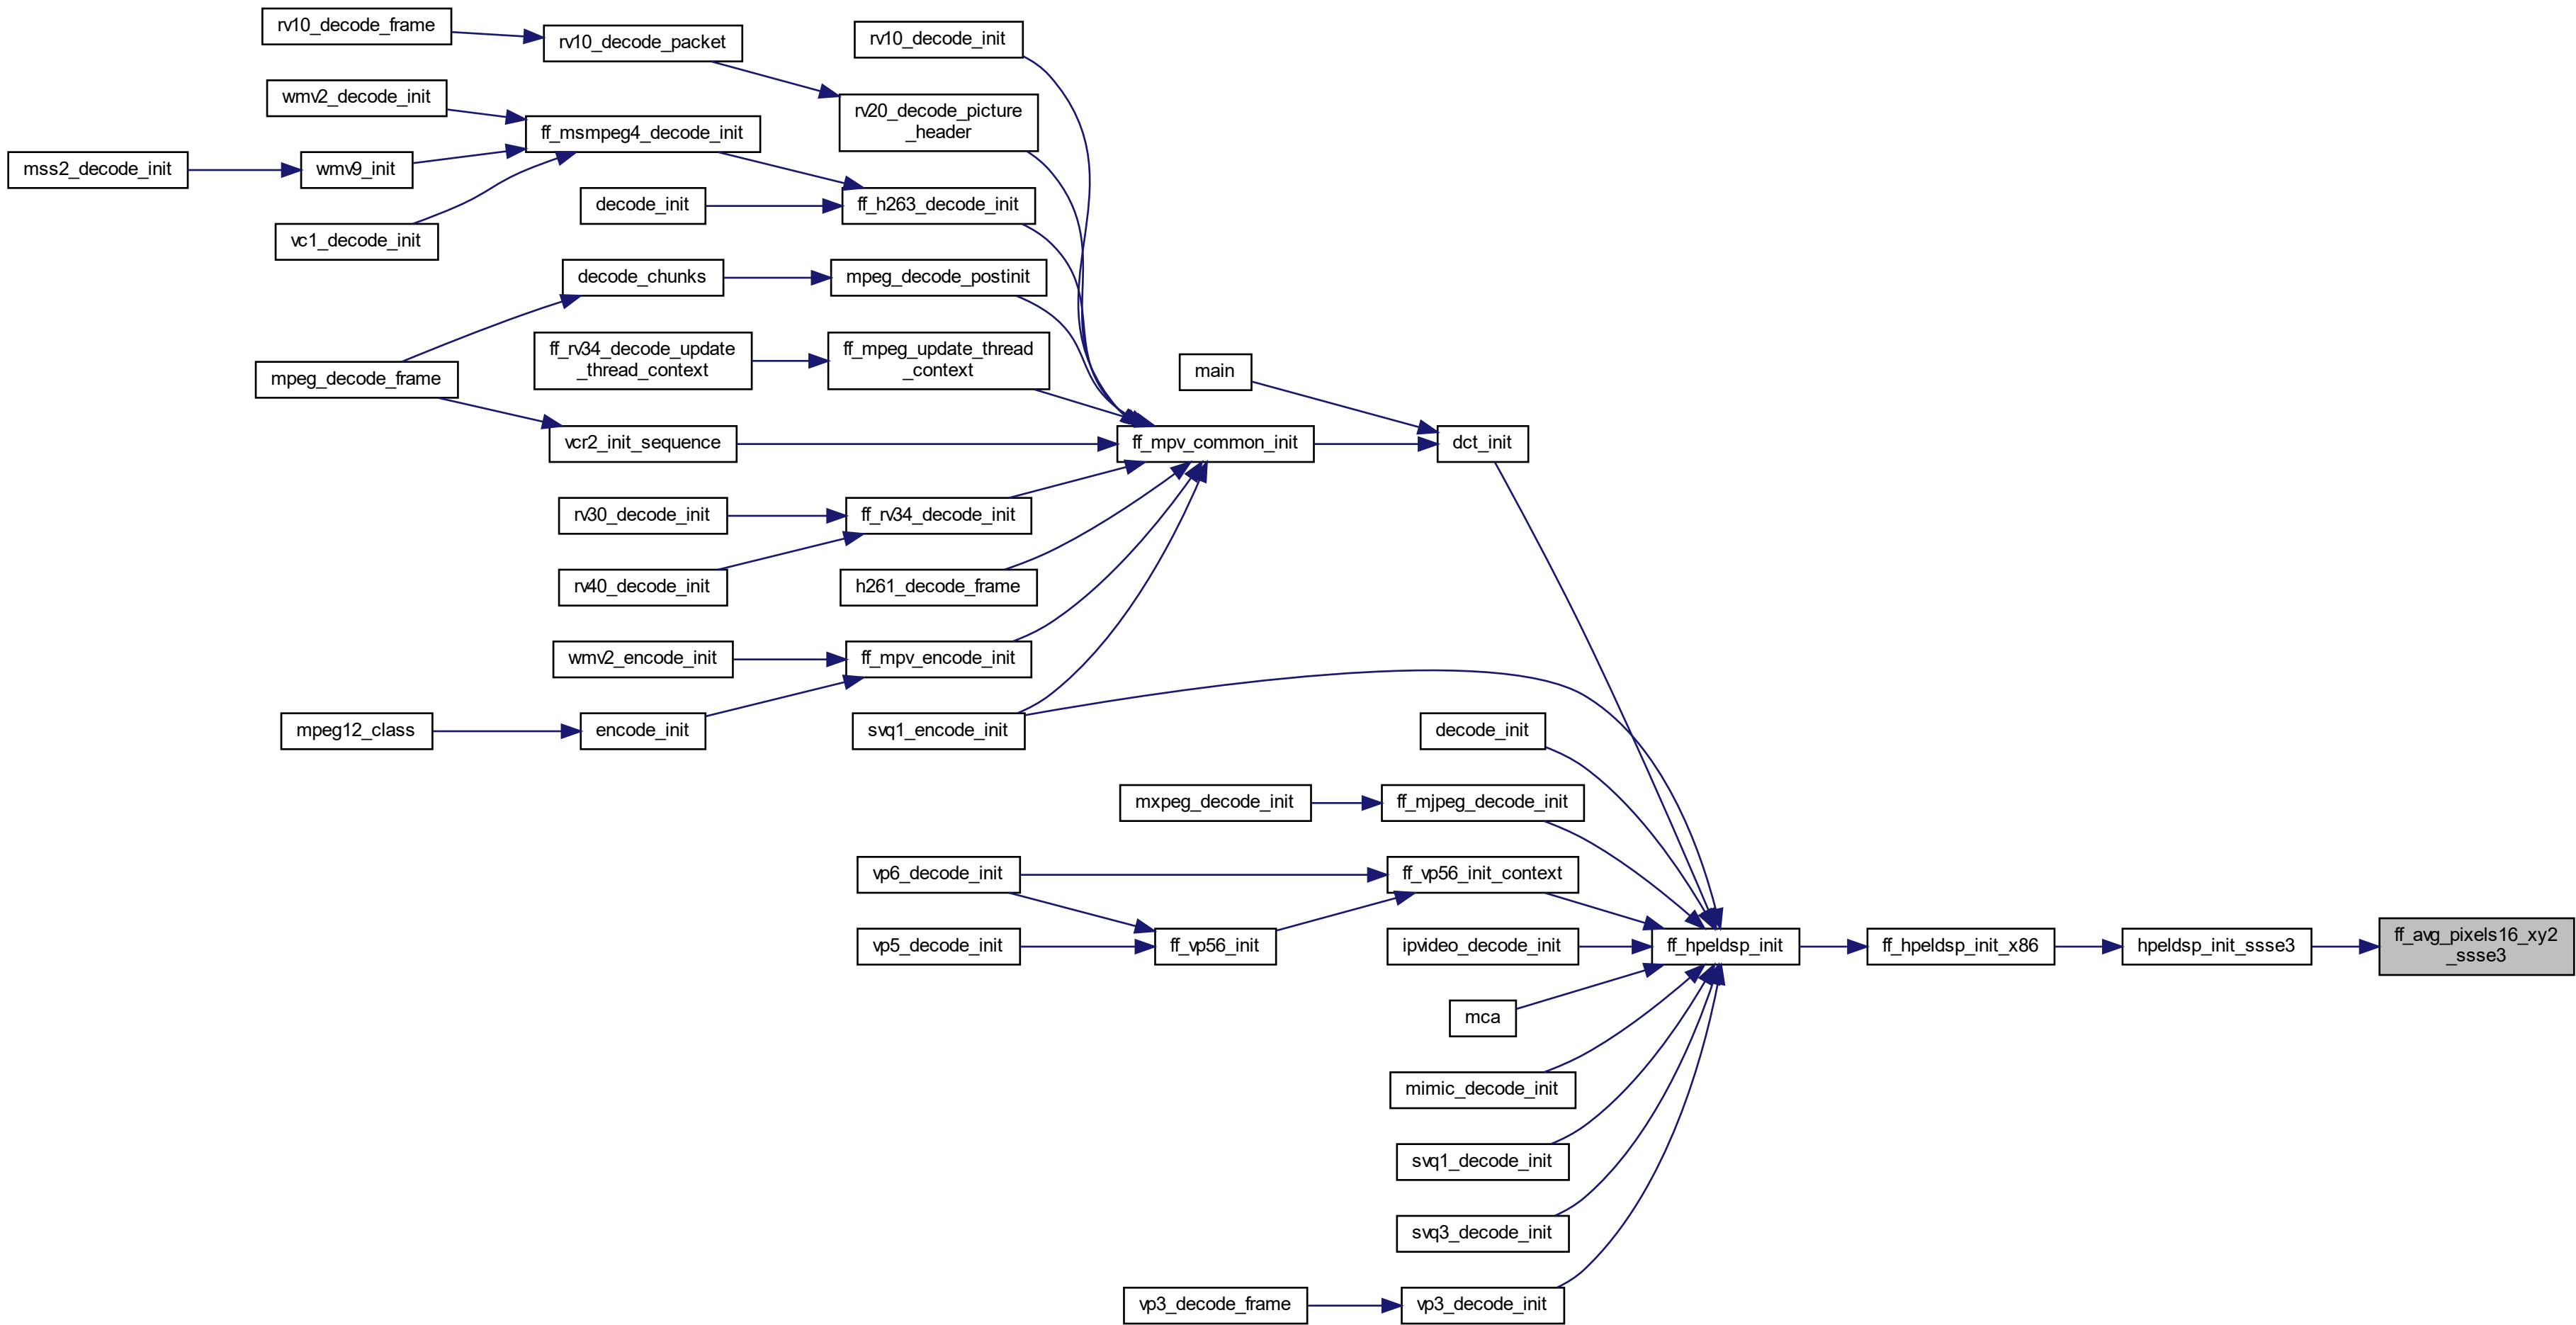 rv10_decode_frame
rv10_decode_packet
rv10_decode_init
wmv2_decode_init
rv20_decode_picture
_header
ff_msmpeg4_decode_init
mss2_decode_init
wmv9_init
decode_init
ff_h263_decode_init
vc1_decode_init
decode_chunks
mpeg_decode_postinit
ff_rv34_decode_update
_thread_context
ff_mpeg_update_thread
_context
main
mpeg_decode_frame
vcr2_init_sequence
ff_mpv_common_init
dct_init
rv30_decode_init
ff_rv34_decode_init
rv40_decode_init
h261_decode_frame
wmv2_encode_init
ff_mpv_encode_init
mpeg12_class
encode_init
svq1_encode_init
decode_init
mxpeg_decode_init
ff_mjpeg_decode_init
vp6_decode_init
ff_vp56_init_context
vp5_decode_init
ff_vp56_init
ipvideo_decode_init
ff_hpeldsp_init
ff_hpeldsp_init_x86
hpeldsp_init_ssse3
ff_avg_pixels16_xy2
_ssse3
mca
mimic_decode_init
svq1_decode_init
svq3_decode_init
vp3_decode_frame
vp3_decode_init